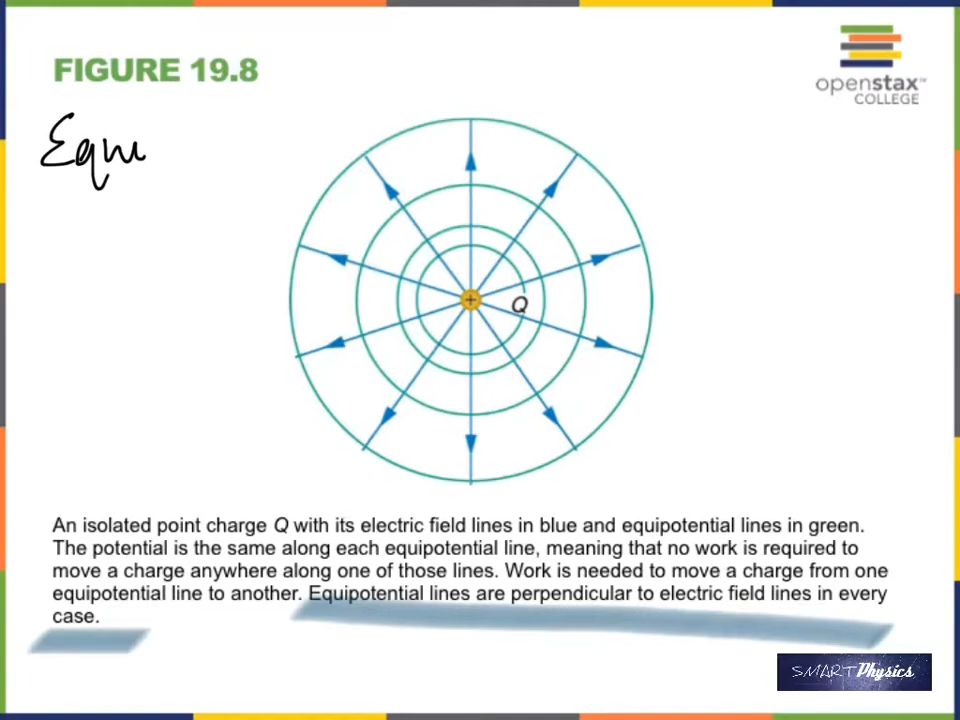 FIGURE 19.8
openstax™
COLLEGE
Equ
+
Q
An isolated point charge Q with its electric field lines in blue and equipotential lines in green.
The potential is the same along each equipotential line, meaning that no work is required to
move a charge anywhere along one of those lines. Work is needed to move a charge from one
equipotential line to another. Equipotential lines are perpendicular to electric field lines in every
case.
SMART Physics